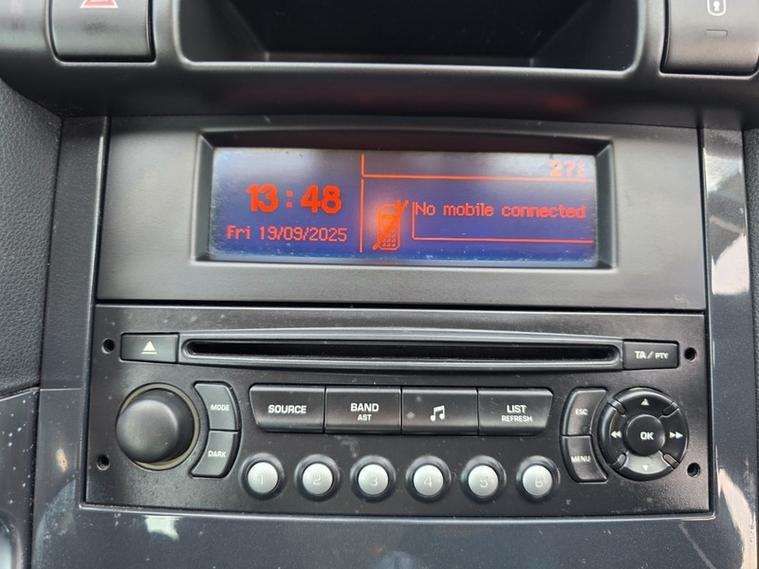 13:48
Fri 19/09/2025
No mobile connected
TA/PTY
MODE
SOURCE
BAND
AST
LIST
REFRESH
ESC
DARK
OK
MENU
1 2 3 4 5 6